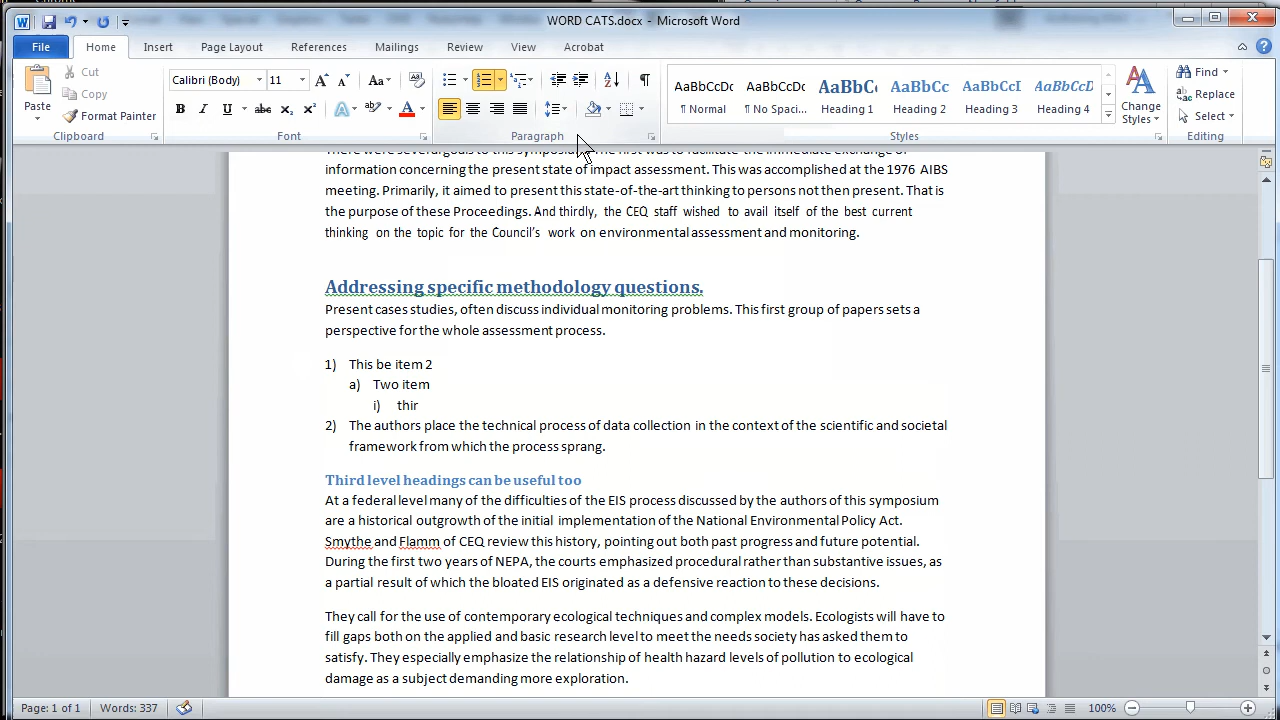 WORD CATS.docx - Microsoft Word
File Home Insert Page Layout References Mailings Review View Acrobat
Paste
Cut
Copy
Format Painter
Clipboard
Calibri (Body) 11
Font
Paragraph
AaBbCcDc AaBbCcDc AaBbC AaBbCc AaBbCcI AaBbCcD
¶ Normal ¶ No Spaci... Heading 1 Heading 2 Heading 3 Heading 4
Change
Styles
Styles
Find
Replace
Select
Editing
There were several goals to this symposium. The first was to facilitate the immediate exchange of
information concerning the present state of impact assessment. This was accomplished at the 1976 AIBS
meeting. Primarily, it aimed to present this state-of-the-art thinking to persons not then present. That is
the purpose of these Proceedings. And thirdly, the CEQ staff wished to avail itself of the best current
thinking on the topic for the Council’s work on environmental assessment and monitoring.
Addressing specific methodology questions.
Present cases studies, often discuss individual monitoring problems. This first group of papers sets a
perspective for the whole assessment process.
1) This be item 2
a) Two item
i) thir
2) The authors place the technical process of data collection in the context of the scientific and societal
framework from which the process sprang.
Third level headings can be useful too
At a federal level many of the difficulties of the EIS process discussed by the authors of this symposium
are a historical outgrowth of the initial implementation of the National Environmental Policy Act.
Smythe and Flamm of CEQ review this history, pointing out both past progress and future potential.
During the first two years of NEPA, the courts emphasized procedural rather than substantive issues, as
a partial result of which the bloated EIS originated as a defensive reaction to these decisions.
They call for the use of contemporary ecological techniques and complex models. Ecologists will have to
fill gaps both on the applied and basic research level to meet the needs society has asked them to
satisfy. They especially emphasize the relationship of health hazard levels of pollution to ecological
damage as a subject demanding more exploration.
Page: 1 of 1 Words: 337 100%